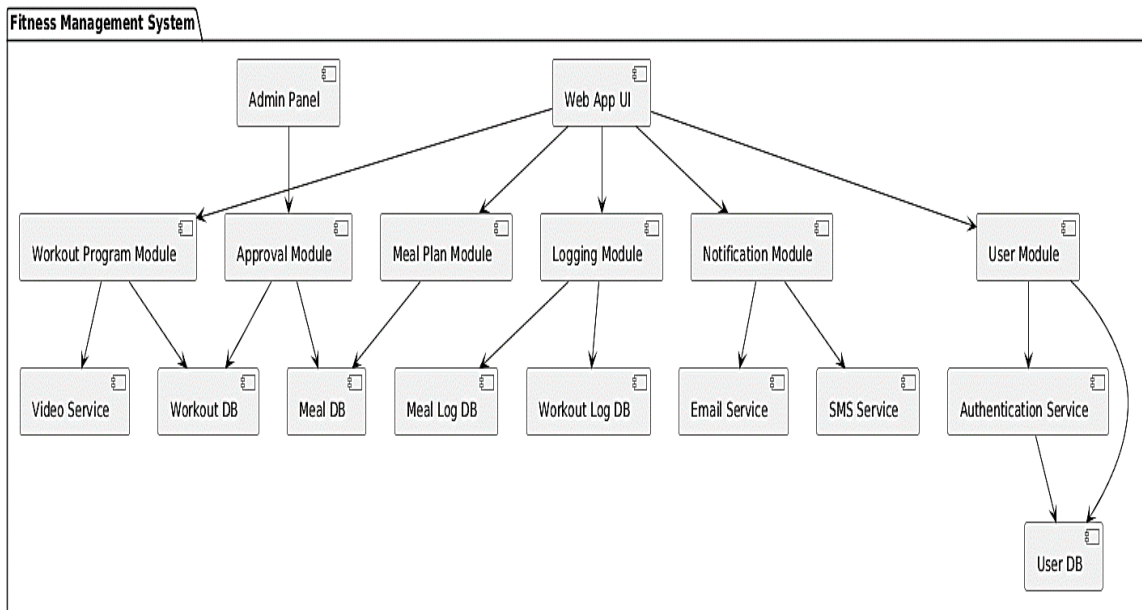 Fitness Management System
Admin Panel
Web App UI
Workout Program Module
Approval Module
Meal Plan Module
Logging Module
Notification Module
User Module
Video Service
Workout DB
Meal DB
Meal Log DB
Workout Log DB
Email Service
SMS Service
Authentication Service
User DB